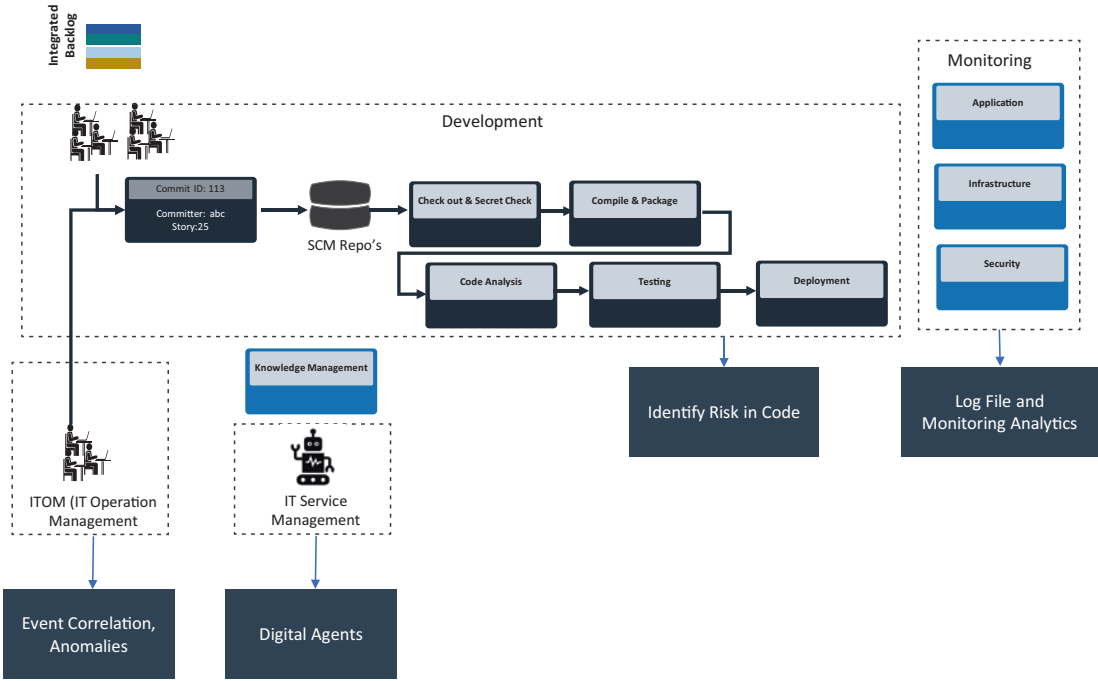 Integrated
Backlog
Monitoring
Application
Infrastructure
Security
Development
Commit ID: 113
Committer: abc
Story:25
SCM Repo's
Check out & Secret Check
Compile & Package
Code Analysis
Testing
Deployment
Knowledge Management
Identify Risk in Code
Log File and
Monitoring Analytics
ITOM (IT Operation
Management
IT Service
Management
Event Correlation,
Anomalies
Digital Agents